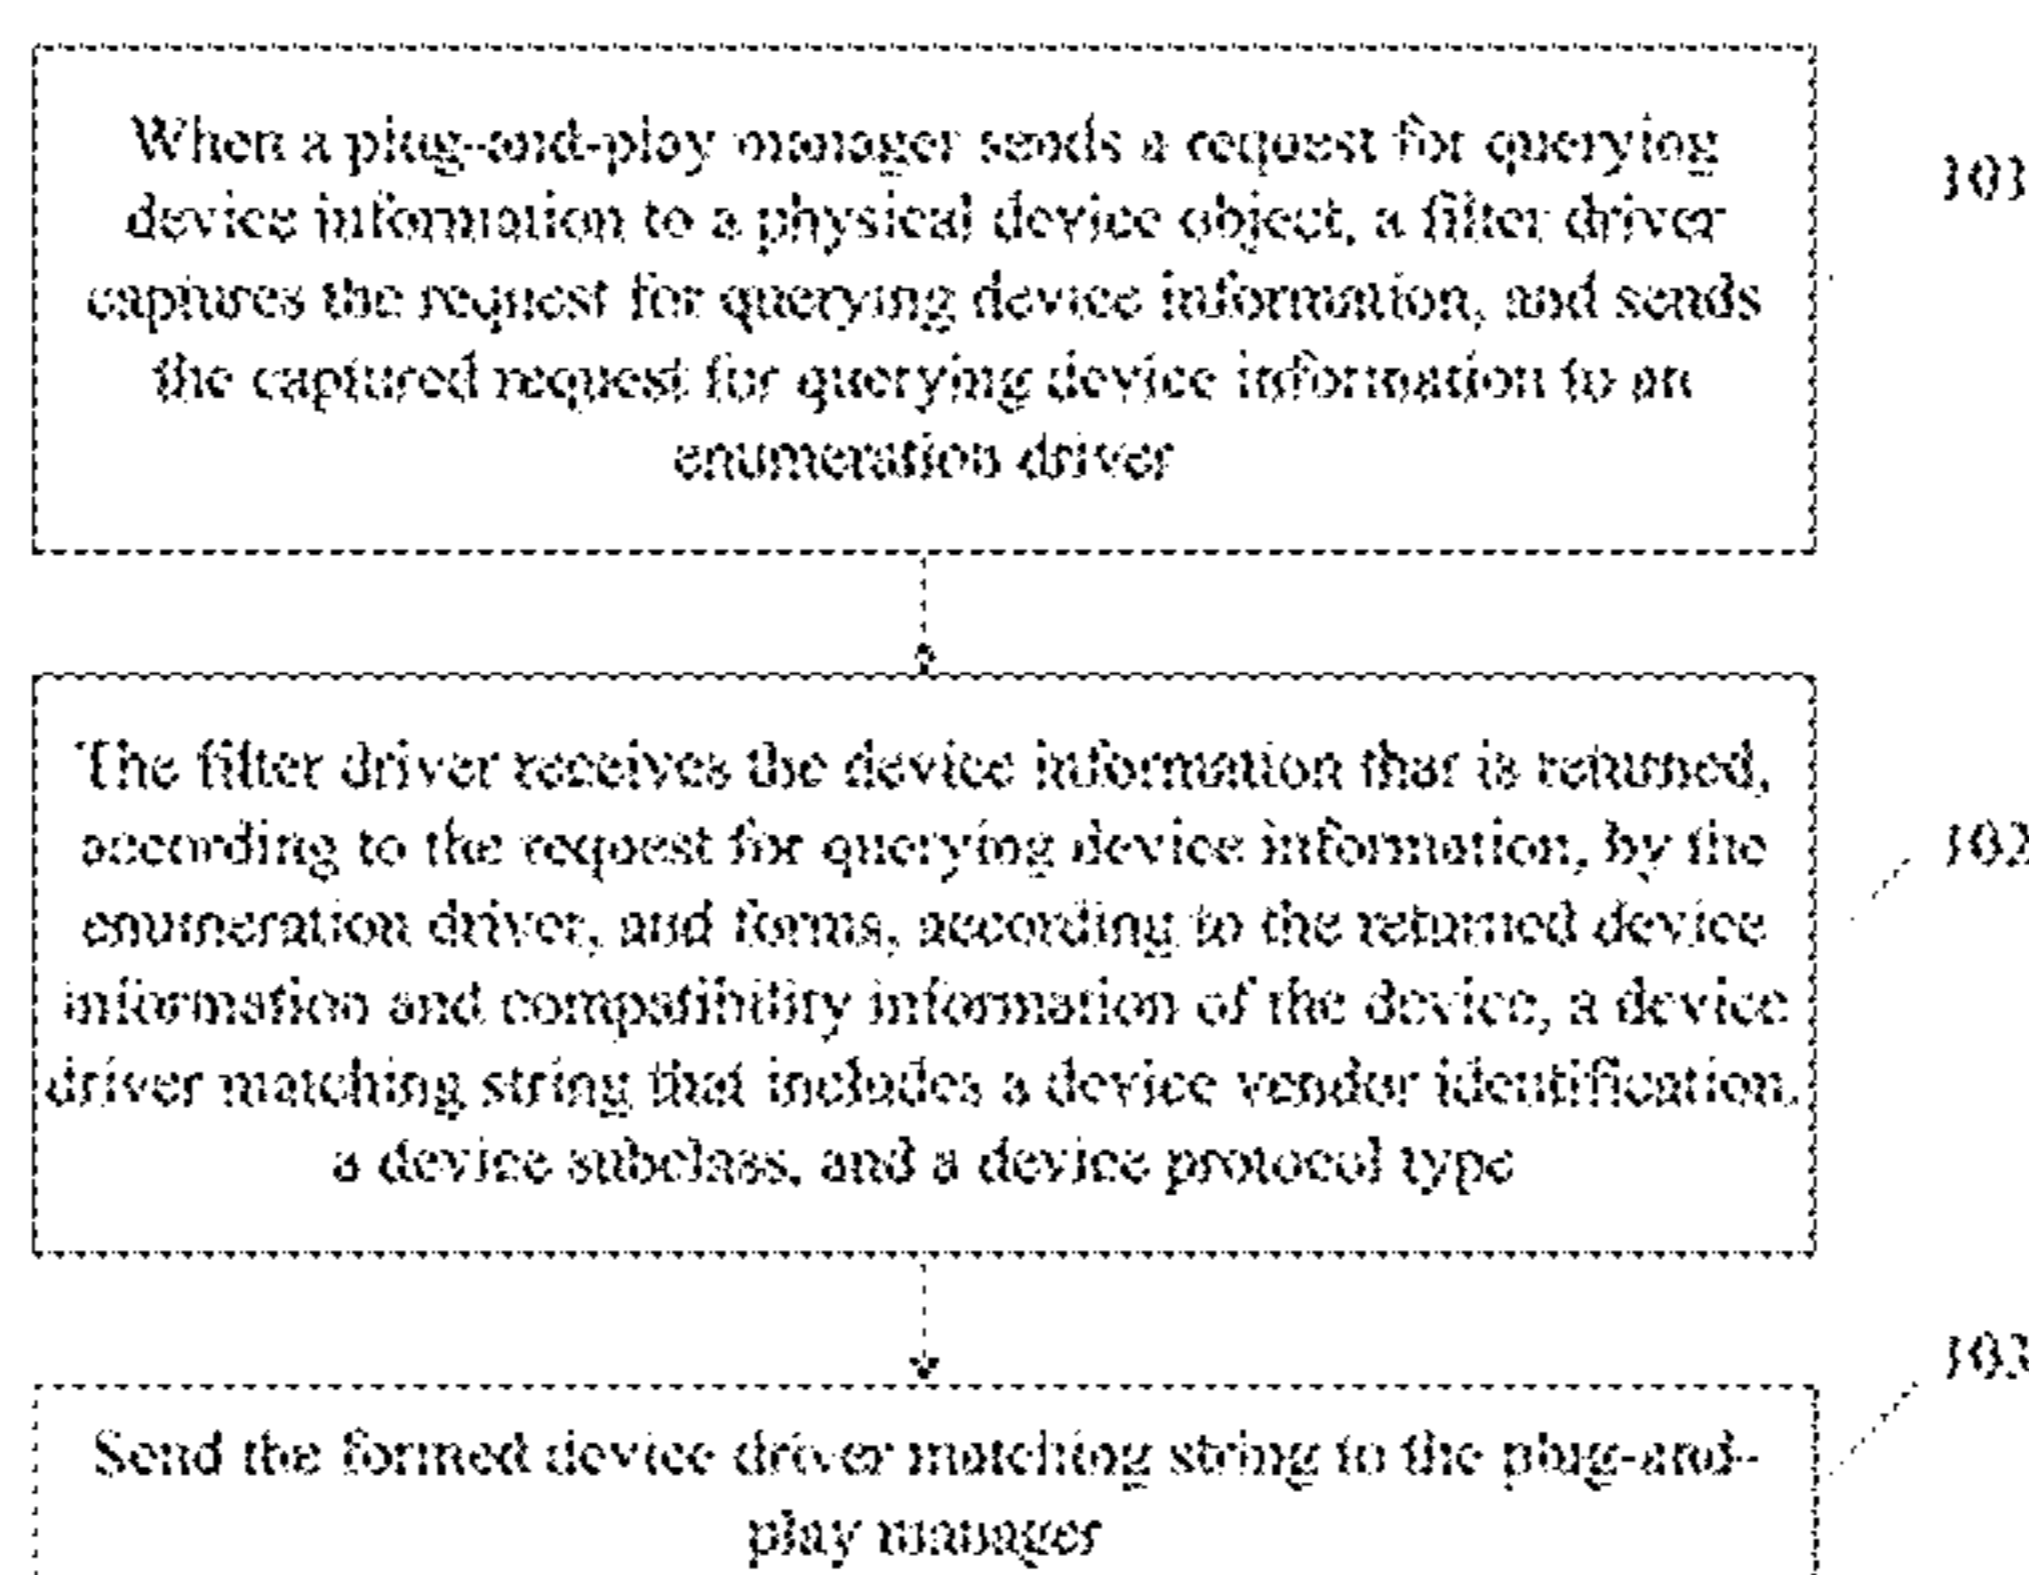 When a plug-and-play manager sends a request for querying
device information to a physical device object, a filter driver
captures the request for querying device information, and sends
the captured request for querying device information to an
enumeration driver
101
The filter driver receives the device information that is returned,
according to the request for querying device information, by the
enumeration driver, and forms, according to the returned device
information and compatibility information of the device, a device
driver matching string that includes a device vendor identification,
a device subclass, and a device protocol type
102
103
Send the formed device driver matching string to the plug-and-
play manager